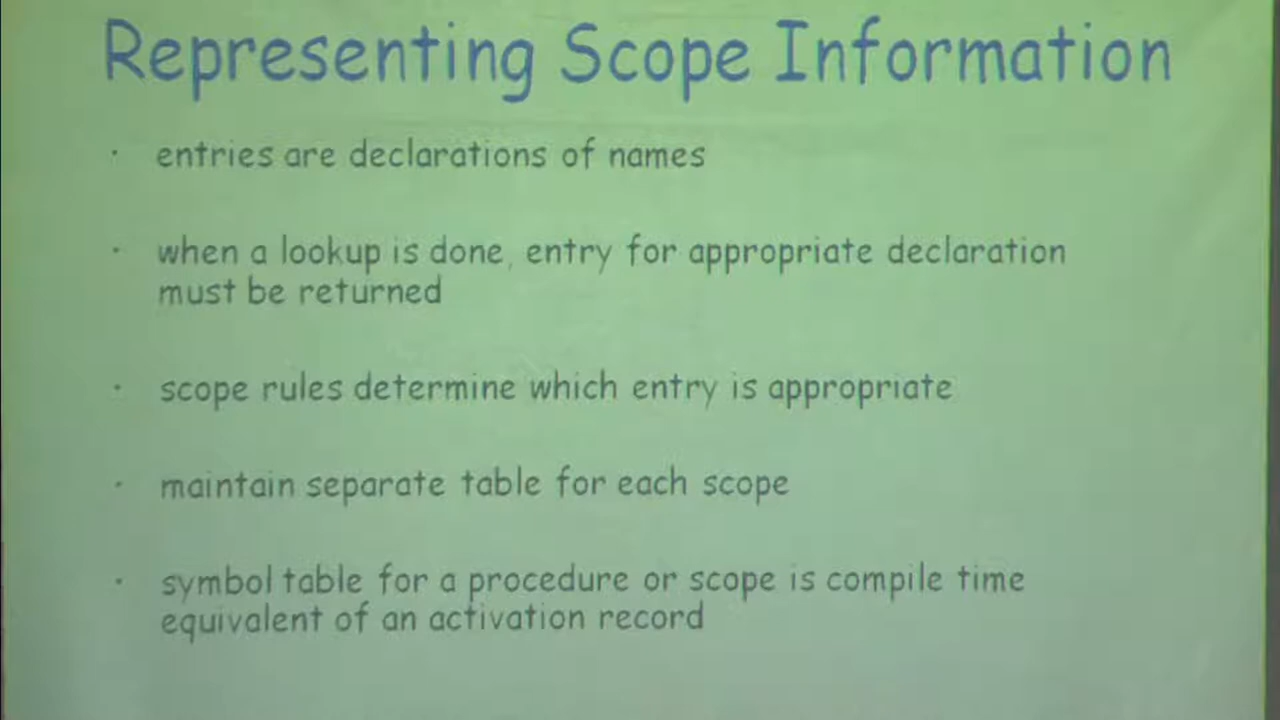 Representing Scope Information
· entries are declarations of names
· when a lookup is done, entry for appropriate declaration
must be returned
· scope rules determine which entry is appropriate
· maintain separate table for each scope
· symbol table for a procedure or scope is compile time
equivalent of an activation record